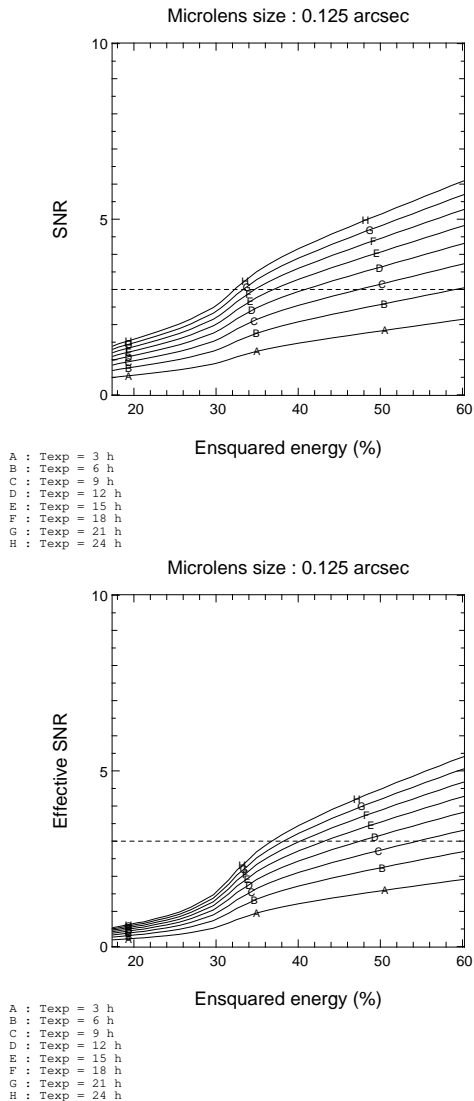 Microlens size : 0.125 arcsec
10
5
0
SNR
H
G
F
E
D
C
B
A
20 30 40 50 60
Ensquared energy (%)
A : Texp = 3 h
B : Texp = 6 h
C : Texp = 9 h
D : Texp = 12 h
E : Texp = 15 h
F : Texp = 18 h
G : Texp = 21 h
H : Texp = 24 h
Microlens size : 0.125 arcsec
10
5
0
Effective SNR
H
G
F
E
D
C
B
A
20 30 40 50 60
Ensquared energy (%)
A : Texp = 3 h
B : Texp = 6 h
C : Texp = 9 h
D : Texp = 12 h
E : Texp = 15 h
F : Texp = 18 h
G : Texp = 21 h
H : Texp = 24 h